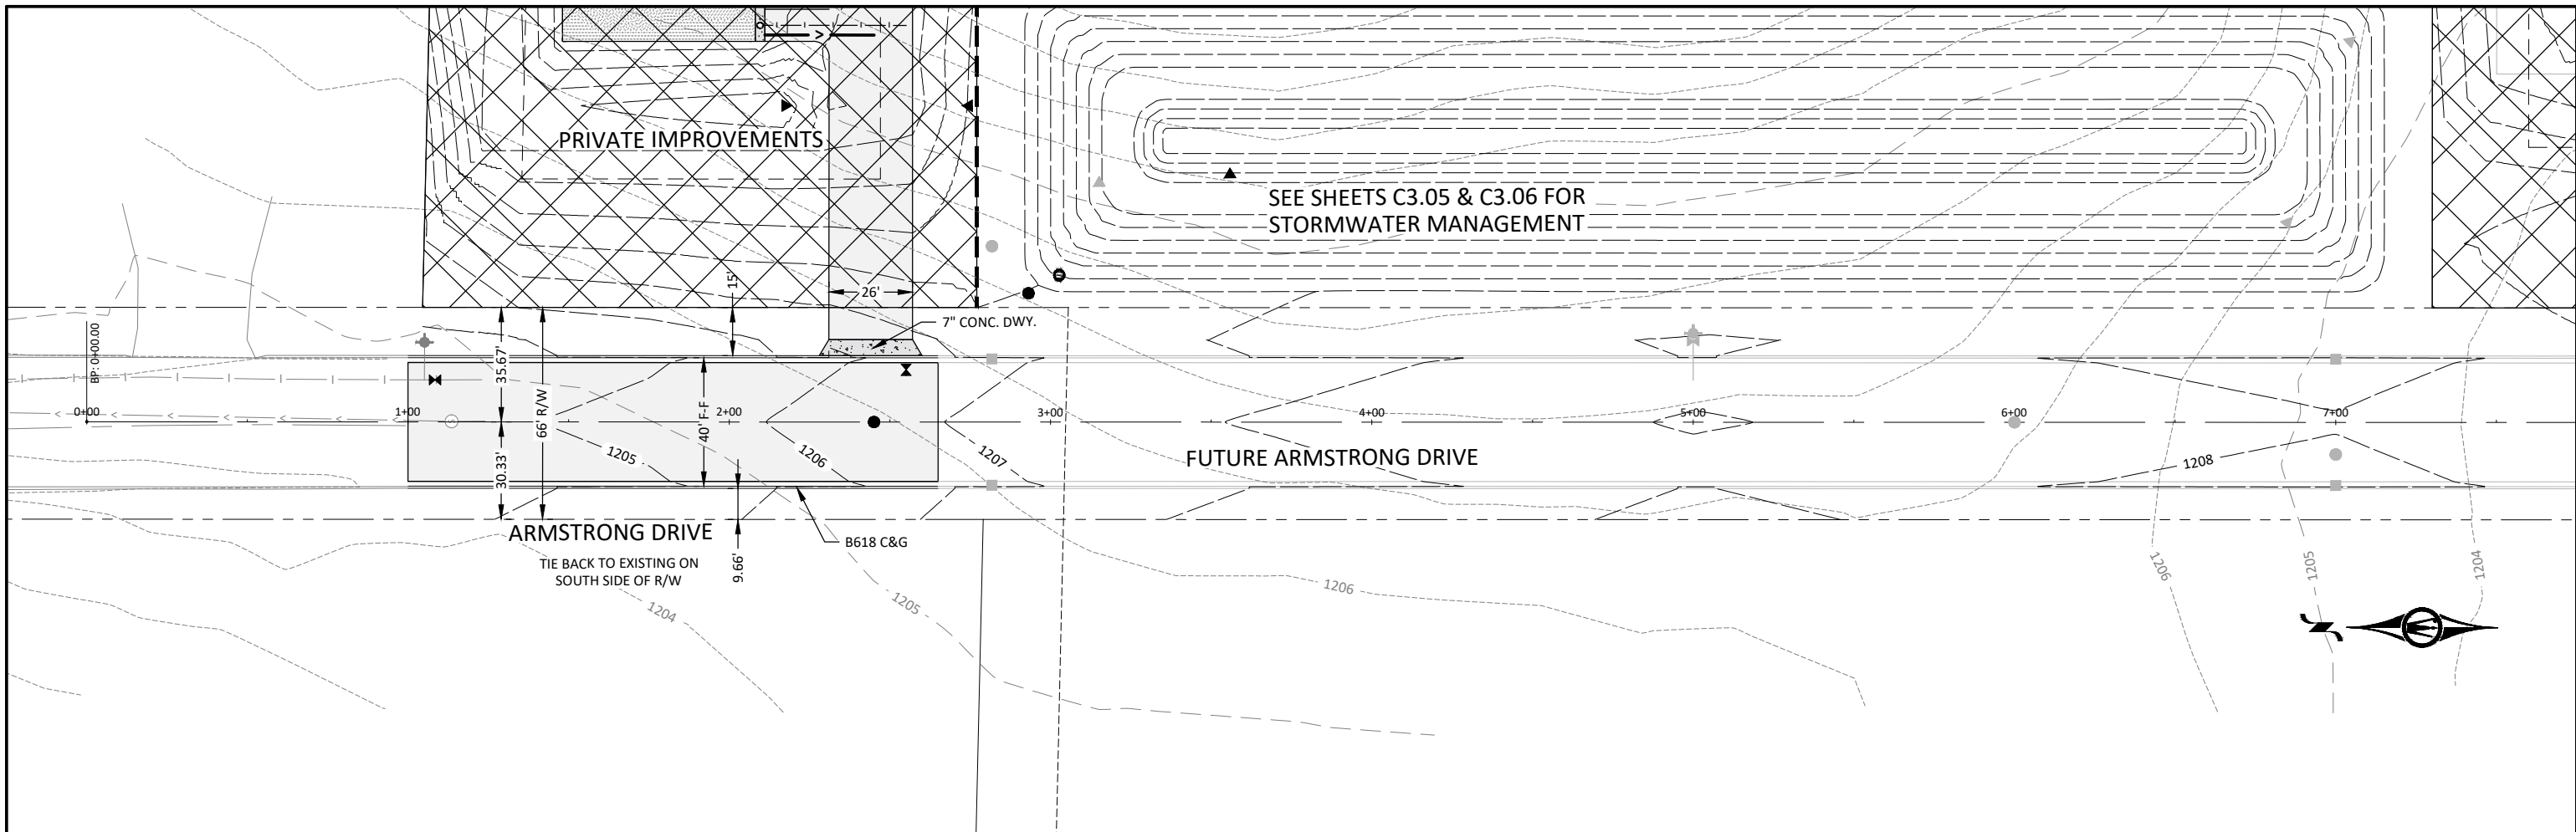 PRIVATE IMPROVEMENTS
SEE SHEETS C3.05 & C3.06 FOR
STORMWATER MANAGEMENT
15'
26'
7" CONC. DWY.
BP: 0+00.00
35.67'
66' R/W
40' F-F
30.33'
0+00
1+00
2+00
3+00
4+00
5+00
6+00
7+00
1205
1206
1207
FUTURE ARMSTRONG DRIVE
1208
ARMSTRONG DRIVE
TIE BACK TO EXISTING ON
SOUTH SIDE OF R/W
9.66'
B618 C&G
1204
1205
1206
1206
1205
1204